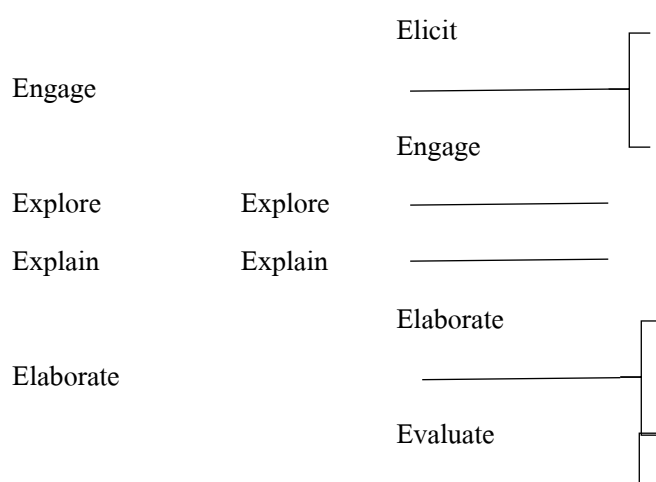 Elicit
Engage
Engage
Explore Explore
Explain Explain
Elaborate
Elaborate
Evaluate